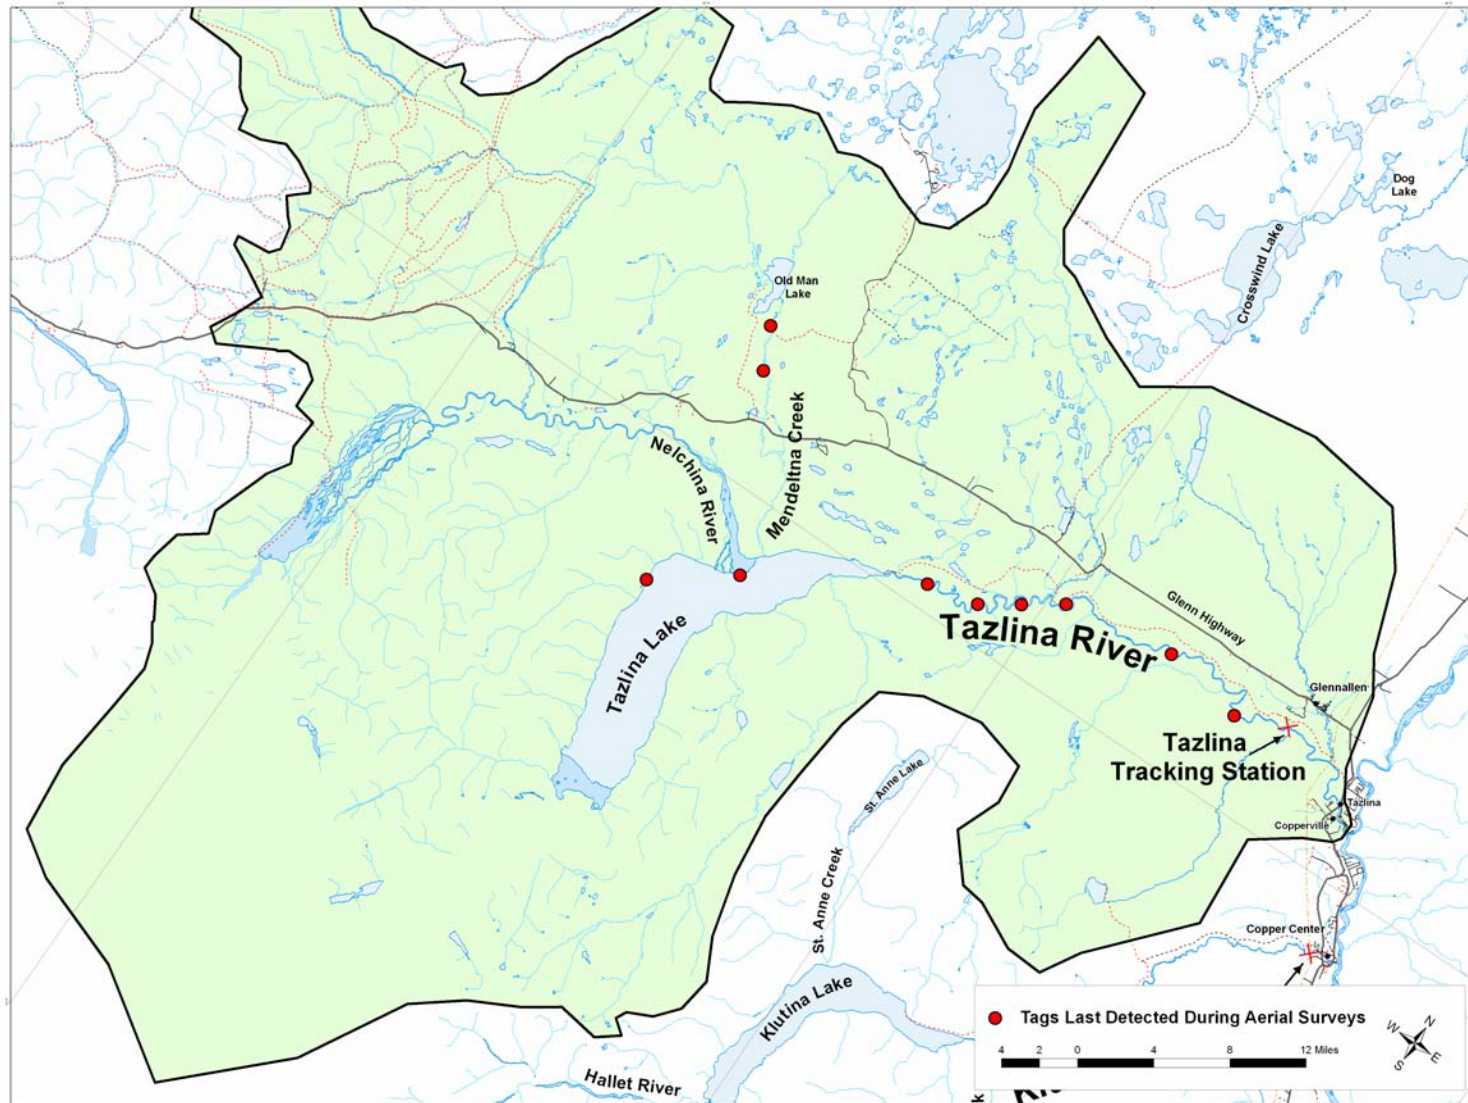 Dog
Lake
Crosswind Lake
Old Man
Lake
Mendeltna Creek
Nelchina River
Tazlina Lake
Tazlina River
Glenn Highway
Glennallen
Tazlina
Tracking Station
Tazlina
Copperville
St. Anne Lake
St. Anne Creek
Copper Center
Klutina Lake
Hallet River
Tags Last Detected During Aerial Surveys
4 2 0 4 8 12 Miles
N
W
E
S